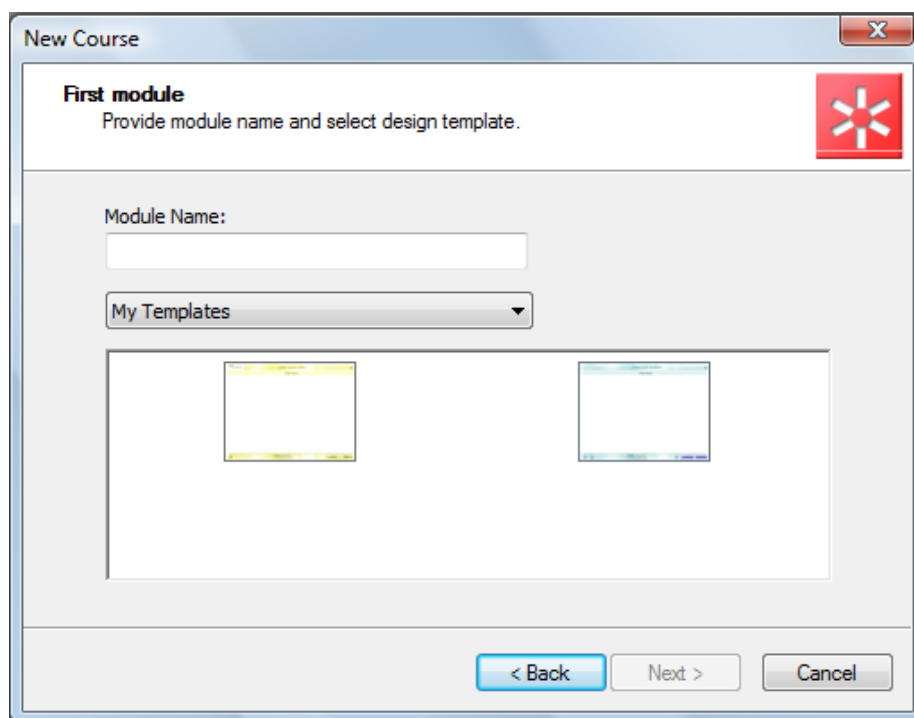 New Course
First module
Provide module name and select design template.
Module Name:
My Templates
< Back
Next >
Cancel